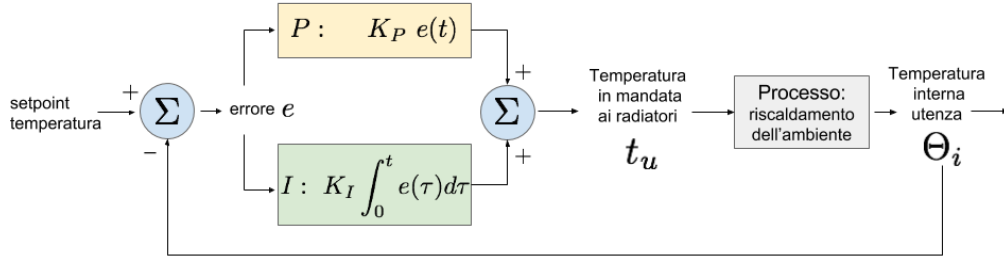 setpoint
temperatura
+
−
Σ
errore e
P : K_P e(t)
I : K_I ∫_0^t e(τ)dτ
+
+
Σ
Temperatura
in mandata
ai radiatori
t_u
Processo:
riscaldamento
dell'ambiente
Temperatura
interna
utenza
Θ_i